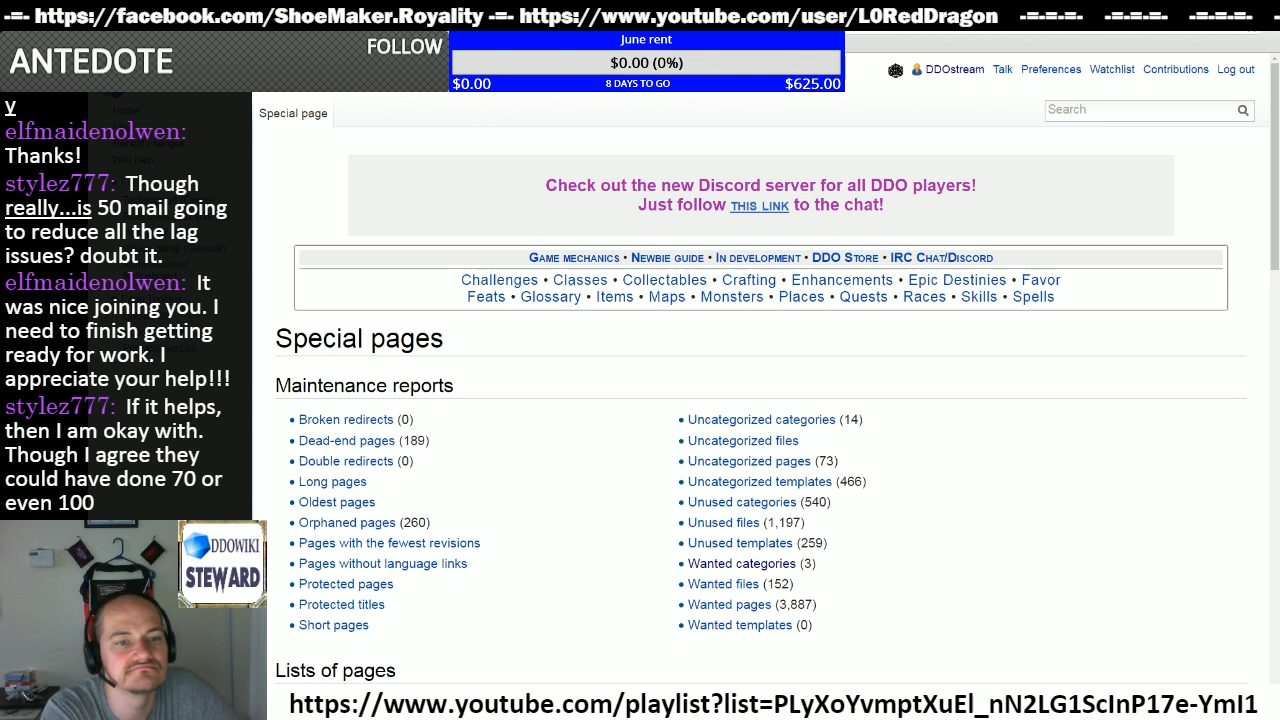 -=- https://facebook.com/ShoeMaker.Royality -=- https://www.youtube.com/user/L0RedDragon -=-=-=- -=-=-=- -=-=-=-
ANTEDOTE
FOLLOW
June rent
$0.00 (0%)
$0.00 8 DAYS TO GO $625.00
DDOstream Talk Preferences Watchlist Contributions Log out
Special page
Search
y
elfmaidenolwen:
Thanks!
stylez777: Though
really...is 50 mail going
to reduce all the lag
issues? doubt it.
elfmaidenolwen: It
was nice joining you. I
need to finish getting
ready for work. I
appreciate your help!!!
stylez777: If it helps,
then I am okay with.
Though I agree they
could have done 70 or
even 100
DDOWIKI
STEWARD
Check out the new Discord server for all DDO players!
Just follow THIS LINK to the chat!
Game mechanics • Newbie guide • In development • DDO Store • IRC Chat/Discord
Challenges • Classes • Collectables • Crafting • Enhancements • Epic Destinies • Favor
Feats • Glossary • Items • Maps • Monsters • Places • Quests • Races • Skills • Spells
Special pages
Maintenance reports
• Broken redirects (0)
• Dead-end pages (189)
• Double redirects (0)
• Long pages
• Oldest pages
• Orphaned pages (260)
• Pages with the fewest revisions
• Pages without language links
• Protected pages
• Protected titles
• Short pages
• Uncategorized categories (14)
• Uncategorized files
• Uncategorized pages (73)
• Uncategorized templates (466)
• Unused categories (540)
• Unused files (1,197)
• Unused templates (259)
• Wanted categories (3)
• Wanted files (152)
• Wanted pages (3,887)
• Wanted templates (0)
Lists of pages
https://www.youtube.com/playlist?list=PLyXoYvmptXuEl_nN2LG1ScInP17e-YmI1